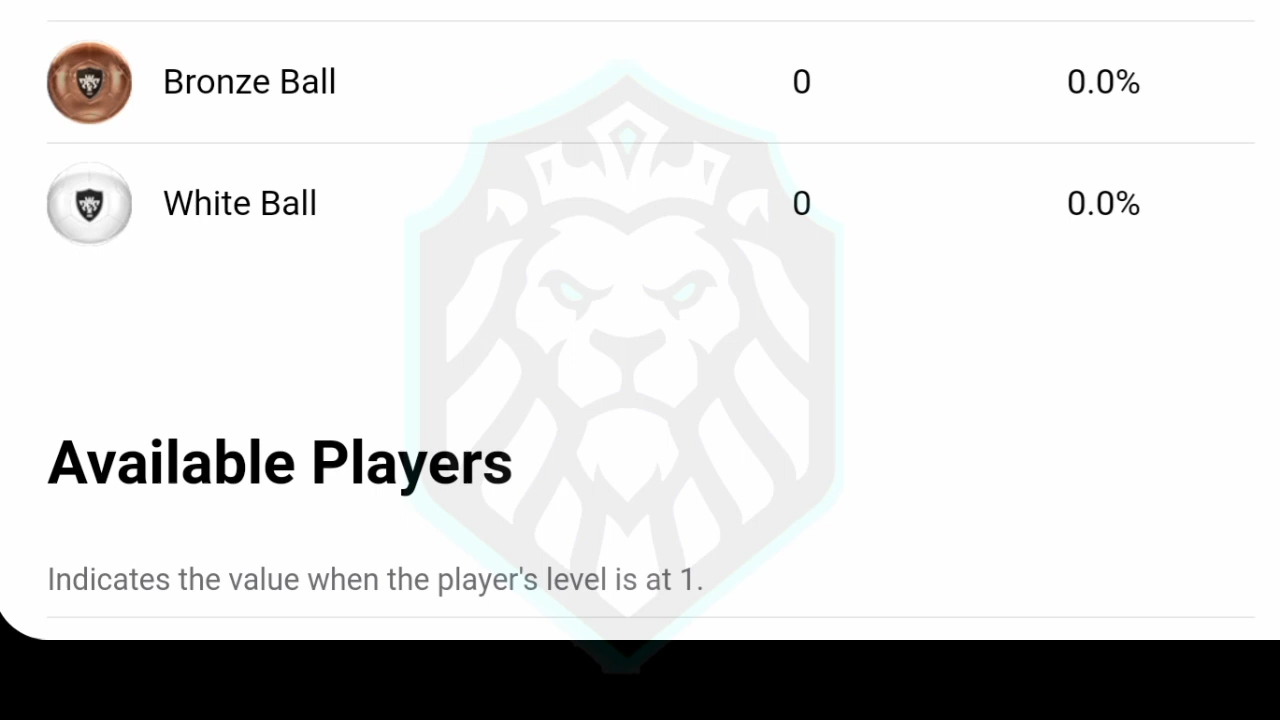 Bronze Ball 0 0.0%
White Ball 0 0.0%
Available Players
Indicates the value when the player's level is at 1.